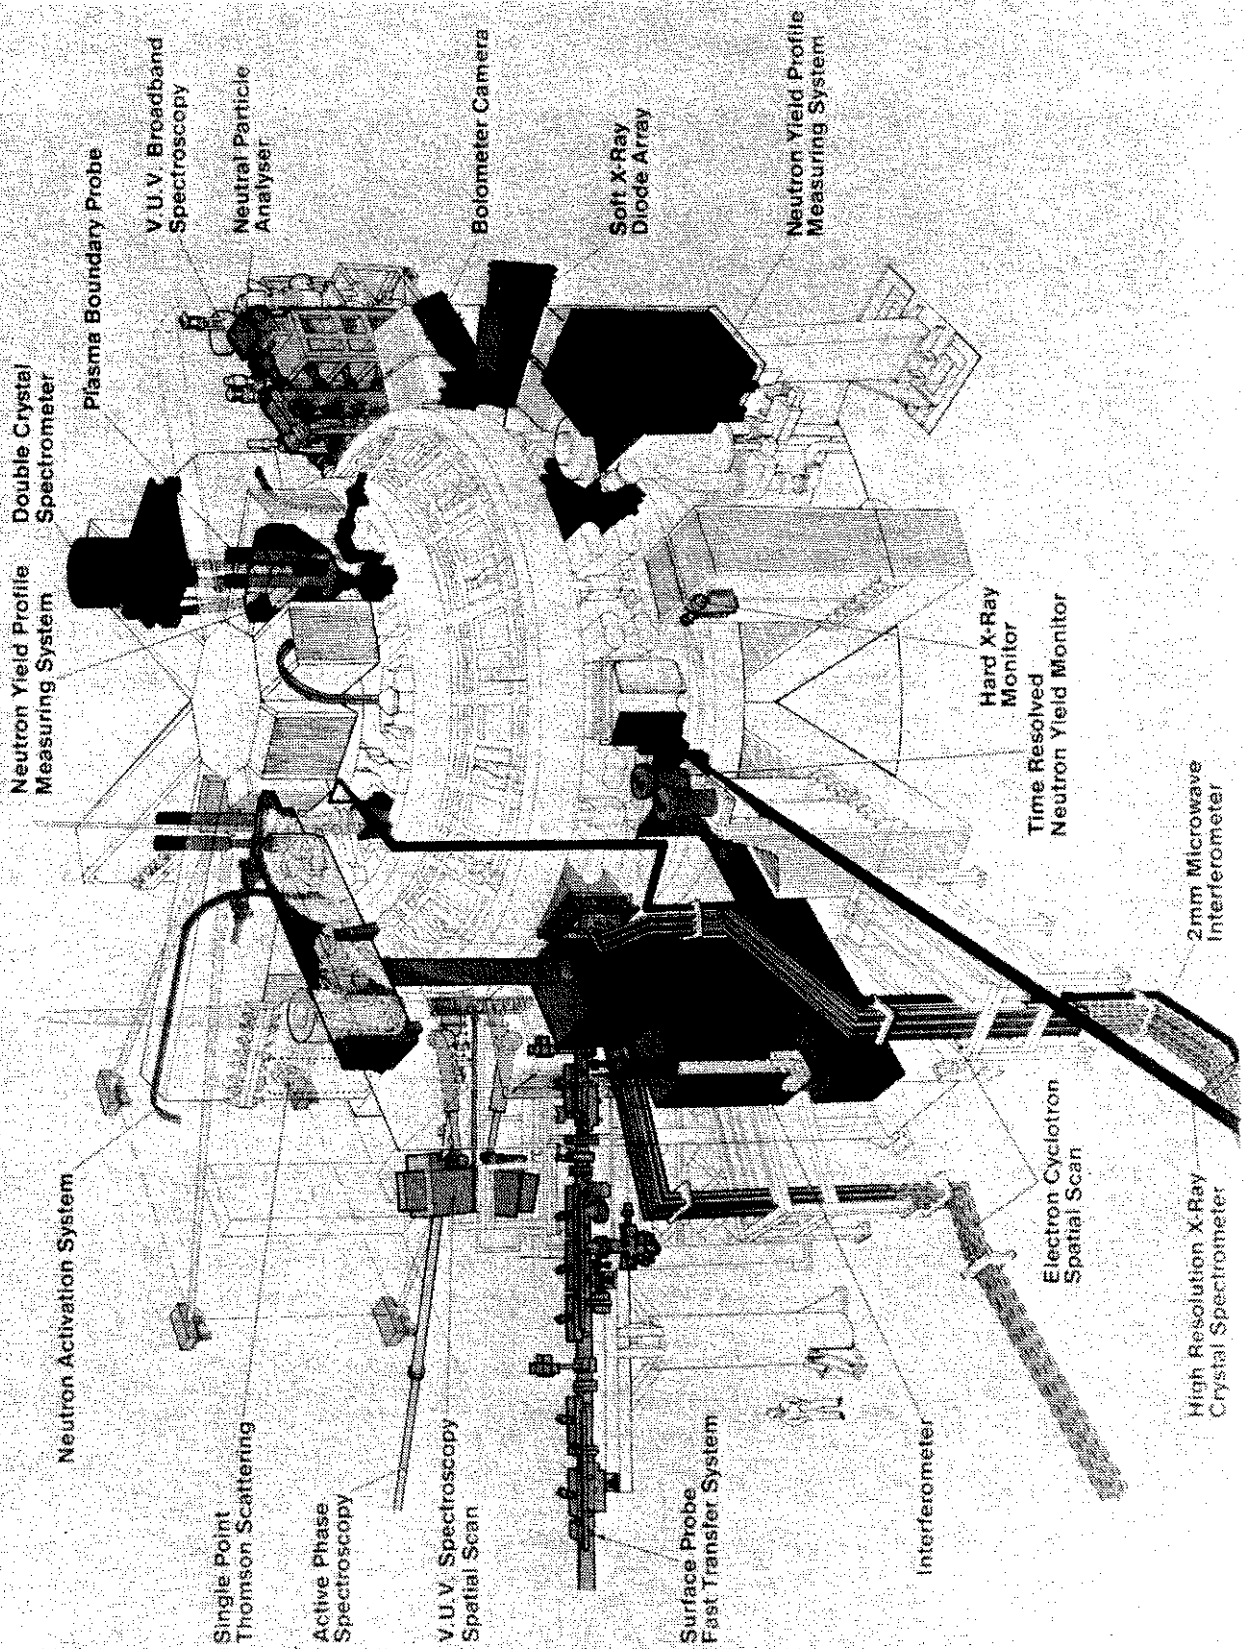 Neutron Activation System
Neutron Yield Profile
Measuring System
Double Crystal
Spectrometer
Plasma Boundary Probe
V.U.V. Broadband
Spectroscopy
Neutral Particle
Analyser
Bolometer Camera
Soft X-Ray
Diode Array
Neutron Yield Profile
Measuring System
Single Point
Thomson Scattering
Active Phase
Spectroscopy
V.U.V. Spectroscopy
Spatial Scan
Surface Probe
Fast Transfer System
Interferometer
Electron Cyclotron
Spatial Scan
High Resolution X-Ray
Crystal Spectrometer
2mm Microwave
Interferometer
Time Resolved
Neutron Yield Monitor
Hard X-Ray
Monitor